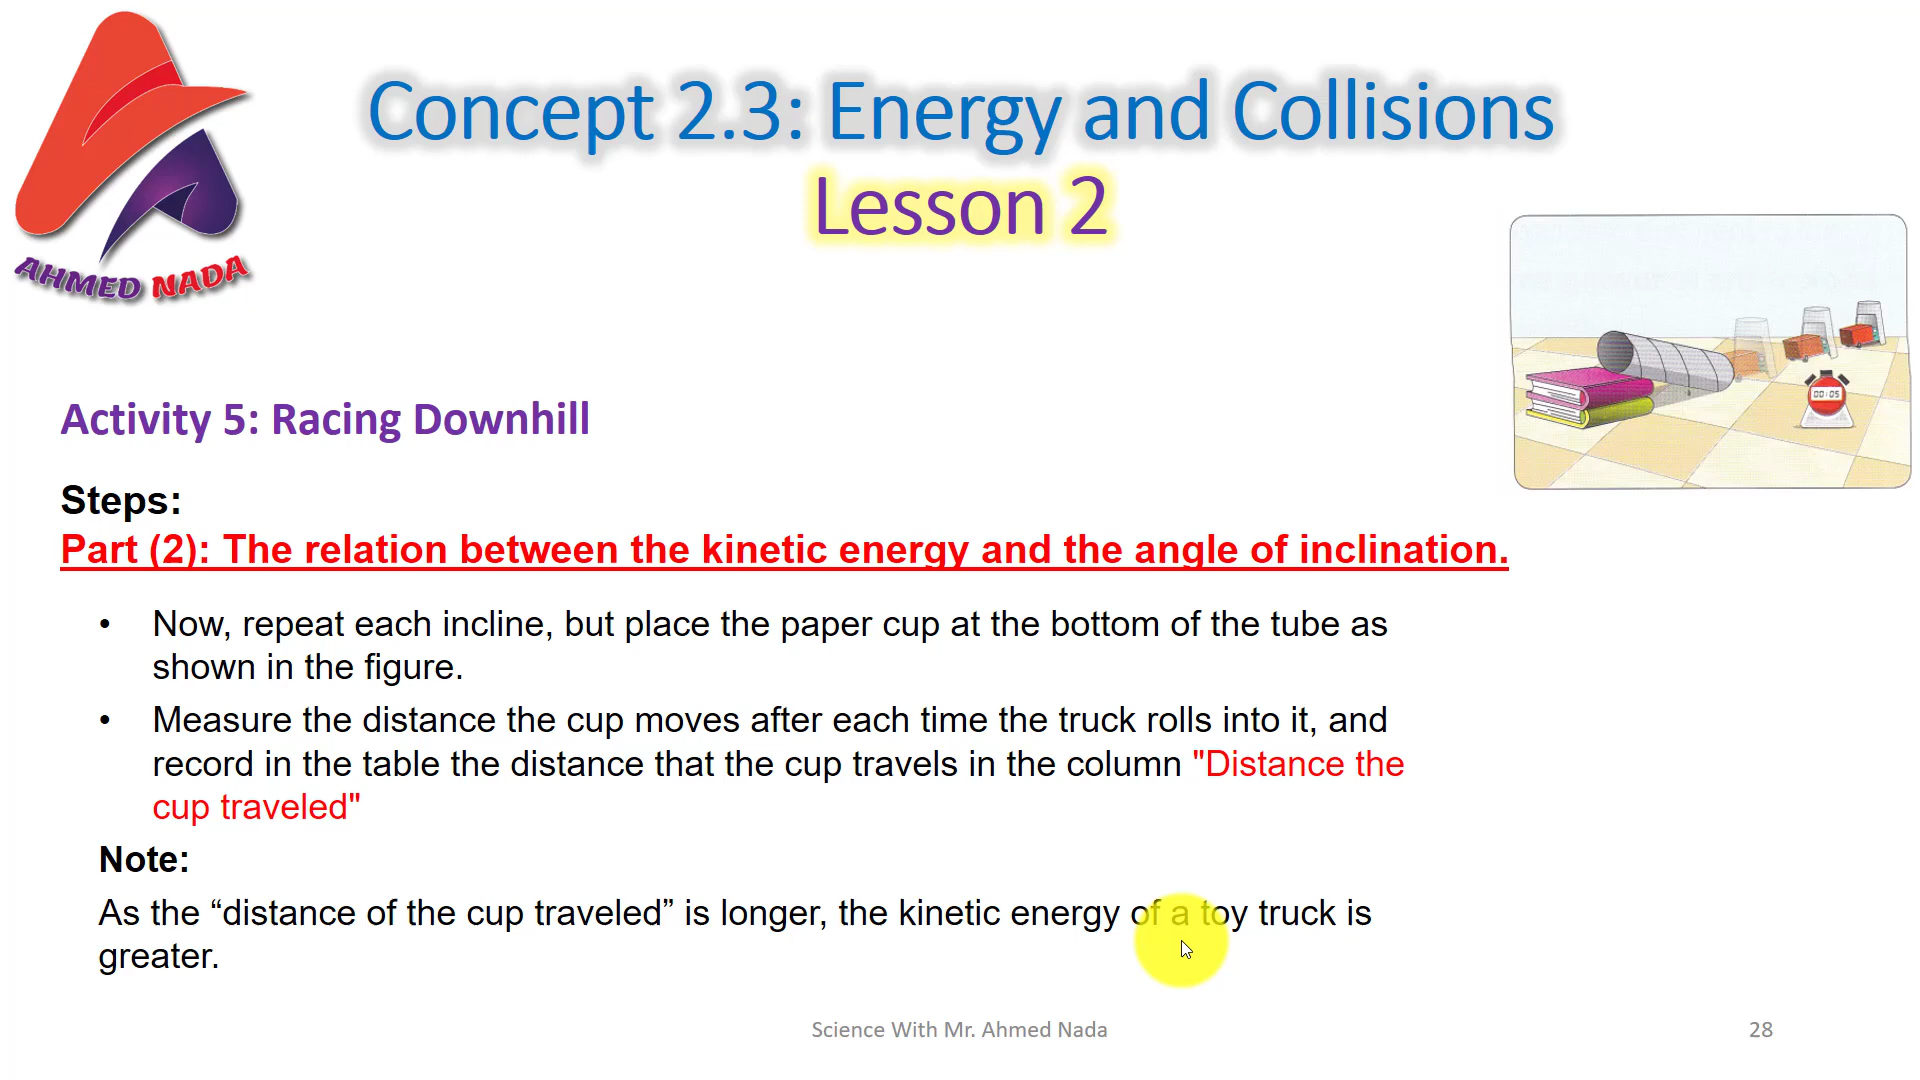 Concept 2.3: Energy and Collisions
Lesson 2
AHMED NADA
00:05
Activity 5: Racing Downhill
Steps:
Part (2): The relation between the kinetic energy and the angle of inclination.
• Now, repeat each incline, but place the paper cup at the bottom of the tube as
shown in the figure.
• Measure the distance the cup moves after each time the truck rolls into it, and
record in the table the distance that the cup travels in the column "Distance the
cup traveled"
Note:
As the “distance of the cup traveled” is longer, the kinetic energy of a toy truck is
greater.
Science With Mr. Ahmed Nada
28